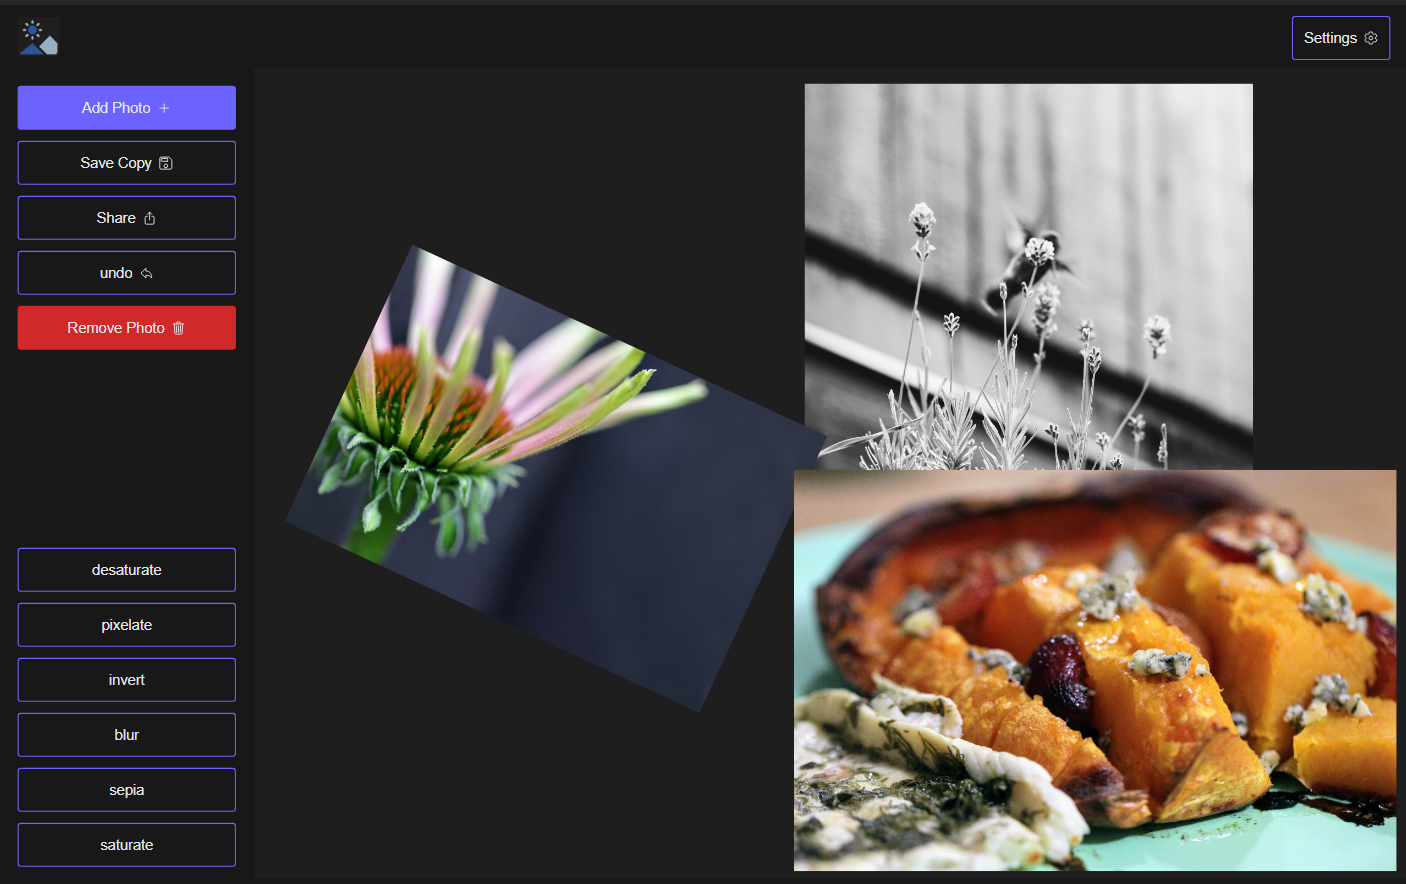 Settings
Add Photo
Save Copy
Share
undo
Remove Photo
desaturate
pixelate
invert
blur
sepia
saturate